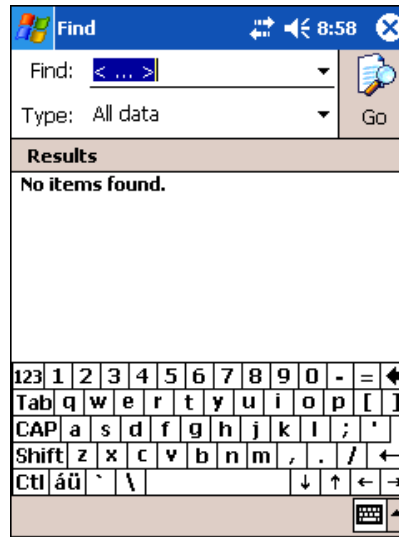 Find 8:58
Find: < ... >
Type: All data
Go
Results
No items found.
123 1 2 3 4 5 6 7 8 9 0 - =
Tab q w e r t y u i o p [ ]
CAP a s d f g h j k l ; '
Shift z x c v b n m , . /
Ctl áü ` \